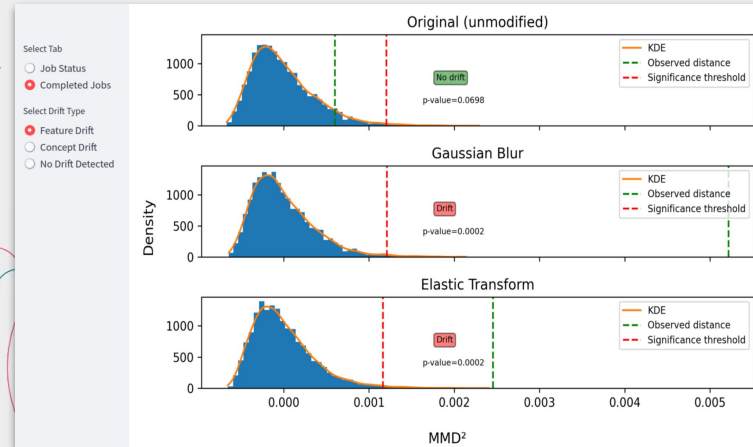 Select Tab
Job Status
Completed Jobs
Select Drift Type
Feature Drift
Concept Drift
No Drift Detected
Original (unmodified)
1000
500
0
No drift
p-value=0.0698
KDE
Observed distance
Significance threshold
Gaussian Blur
Density
1000
500
0
Drift
p-value=0.0002
KDE
Observed distance
Significance threshold
Elastic Transform
1000
500
0
Drift
p-value=0.0002
KDE
Observed distance
Significance threshold
0.000 0.001 0.002 0.003 0.004 0.005
MMD²